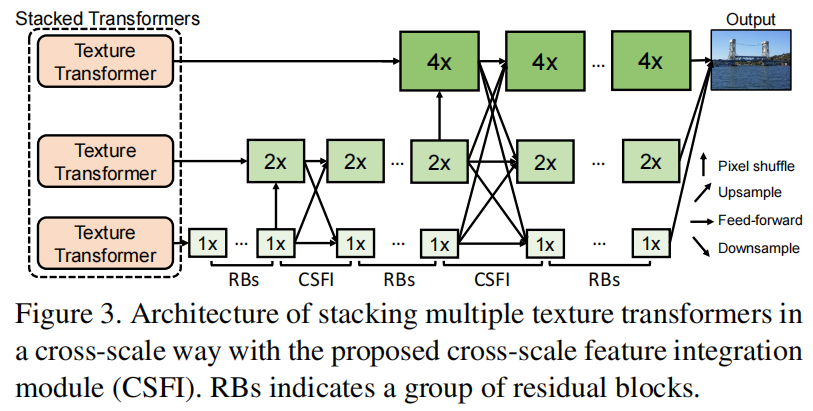 Stacked Transformers
Output
Texture
Transformer
4x
4x
...
4x
Texture
Transformer
2x
2x
...
2x
2x
...
2x
Pixel shuffle
Upsample
Feed-forward
Downsample
Texture
Transformer
1x
...
1x
1x
...
1x
1x
...
1x
RBs
CSFI
RBs
CSFI
RBs
Figure 3. Architecture of stacking multiple texture transformers in
a cross-scale way with the proposed cross-scale feature integration
module (CSFI). RBs indicates a group of residual blocks.